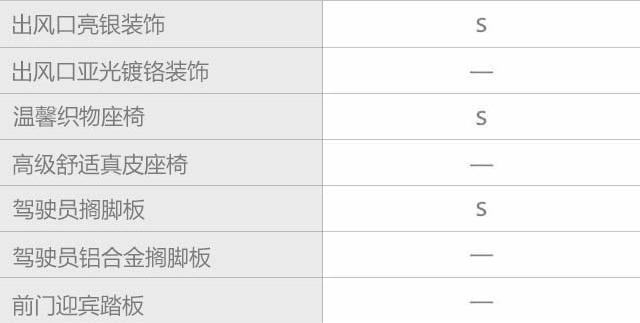 出风口亮银装饰 S
出风口亚光镀铬装饰 —
温馨织物座椅 S
高级舒适真皮座椅 —
驾驶员搁脚板 S
驾驶员铝合金搁脚板 —
前门迎宾踏板 —